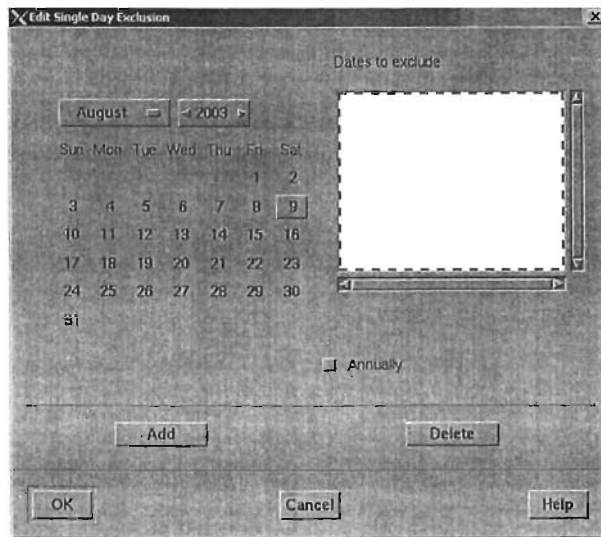 Edit Single Day Exclusion
Dates to exclude
August 2003
Sun Mon Tue Wed Thu Fri Sat
1 2
3 4 5 6 7 8 9
10 11 12 13 14 15 16
17 18 19 20 21 22 23
24 25 26 27 28 29 30
31
Annually
Add Delete
OK Cancel Help